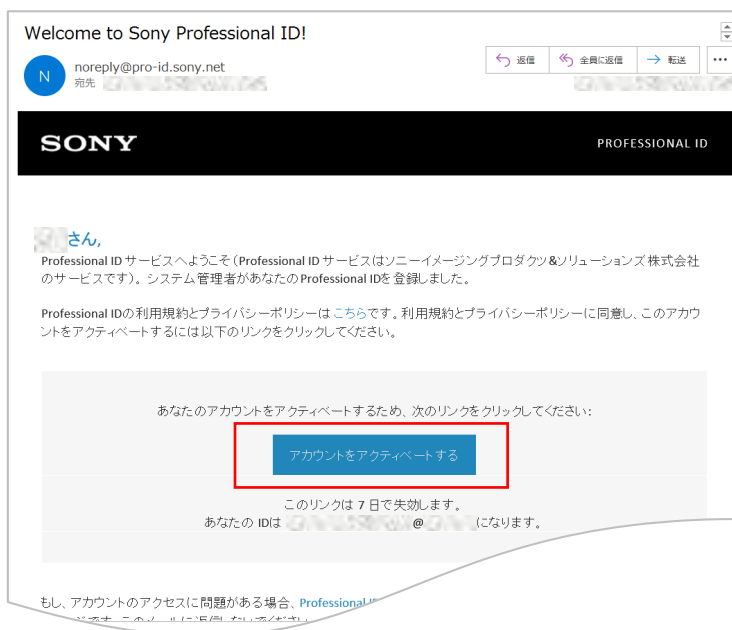 Welcome to Sony Professional ID!
N
noreply@pro-id.sony.net
宛先
返信
全員に返信
転送
SONY
PROFESSIONAL ID
さん,
Professional ID サービスへようこそ（Professional ID サービスはソニーイメージングプロダクツ&ソリューションズ株式会社
のサービスです）。システム管理者があなたのProfessional IDを登録しました。
Professional IDの利用規約とプライバシーポリシーはこちらです。利用規約とプライバシーポリシーに同意し、このアカウ
ントをアクティベートするには以下のリンクをクリックしてください。
あなたのアカウントをアクティベートするため、次のリンクをクリックしてください:
アカウントをアクティベートする
このリンクは 7 日で失効します。
あなたの IDは @ になります。
もし、アカウントのアクセスに問題がある場合、Professional